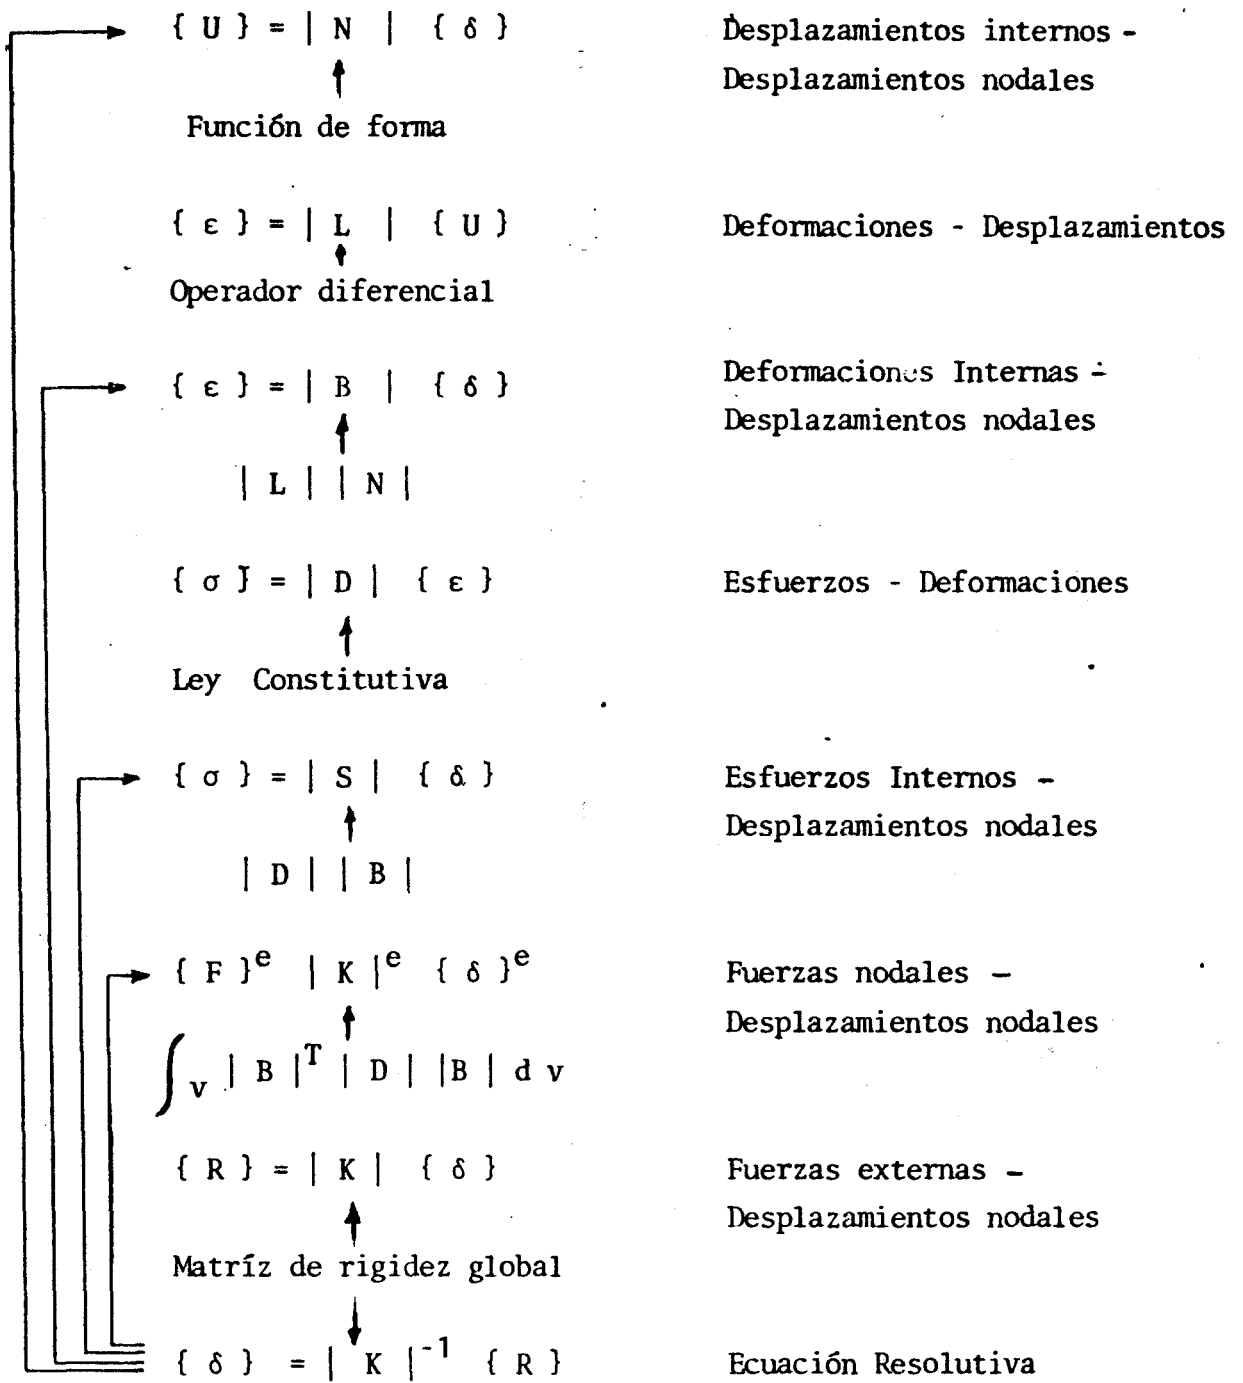 { U } = | N | { δ } Desplazamientos internos -
Desplazamientos nodales
Función de forma
{ ε } = | L | { U } Deformaciones - Desplazamientos
Operador diferencial
{ ε } = | B | { δ } Deformaciones Internas -
Desplazamientos nodales
| L | | N |
{ σ } = | D | { ε } Esfuerzos - Deformaciones
Ley Constitutiva
{ σ } = | S | { δ } Esfuerzos Internos -
Desplazamientos nodales
| D | | B |
{ F }^e | K |^e { δ }^e Fuerzas nodales -
Desplazamientos nodales
∫_v | B |^T | D | |B | d v
{ R } = | K | { δ } Fuerzas externas -
Desplazamientos nodales
Matríz de rigidez global
{ δ } = | K |^-1 { R } Ecuación Resolutiva